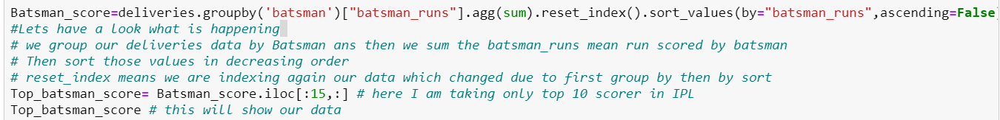 Batsman_score=deliveries.groupby('batsman')["batsman_runs"].agg(sum).reset_index().sort_values(by="batsman_runs",ascending=False)
#Lets have a look what is happening
# we group our deliveries data by Batsman ans then we sum the batsman_runs mean run scored by batsman
# Then sort those values in decreasing order
# reset_index means we are indexing again our data which changed due to first group by then by sort
Top_batsman_score= Batsman_score.iloc[:15,:] # here I am taking only top 10 scorer in IPL
Top_batsman_score # this will show our data